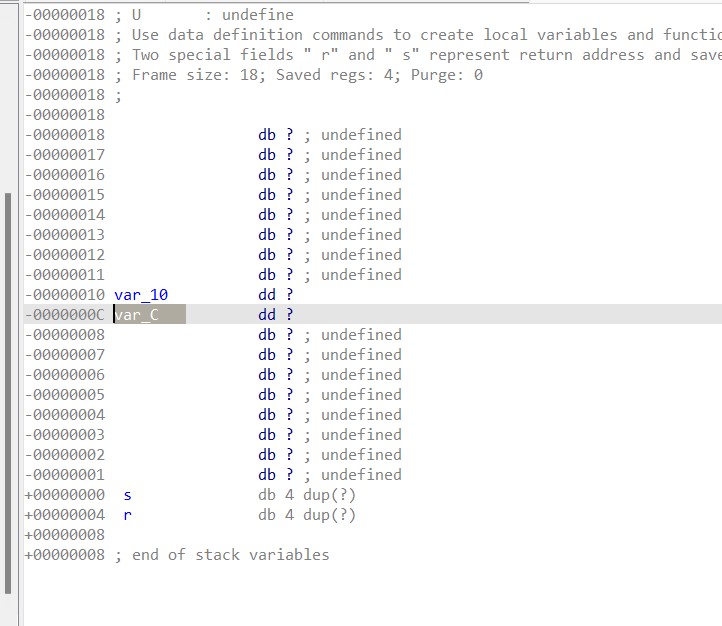 -00000018 ; U       : undefine
-00000018 ; Use data definition commands to create local variables and functio
-00000018 ; Two special fields " r" and " s" represent return address and save
-00000018 ; Frame size: 18; Saved regs: 4; Purge: 0
-00000018 ;
-00000018
-00000018                 db ? ; undefined
-00000017                 db ? ; undefined
-00000016                 db ? ; undefined
-00000015                 db ? ; undefined
-00000014                 db ? ; undefined
-00000013                 db ? ; undefined
-00000012                 db ? ; undefined
-00000011                 db ? ; undefined
-00000010 var_10          dd ?
-0000000C var_C           dd ?
-00000008                 db ? ; undefined
-00000007                 db ? ; undefined
-00000006                 db ? ; undefined
-00000005                 db ? ; undefined
-00000004                 db ? ; undefined
-00000003                 db ? ; undefined
-00000002                 db ? ; undefined
-00000001                 db ? ; undefined
+00000000  s              db 4 dup(?)
+00000004  r              db 4 dup(?)
+00000008
+00000008 ; end of stack variables